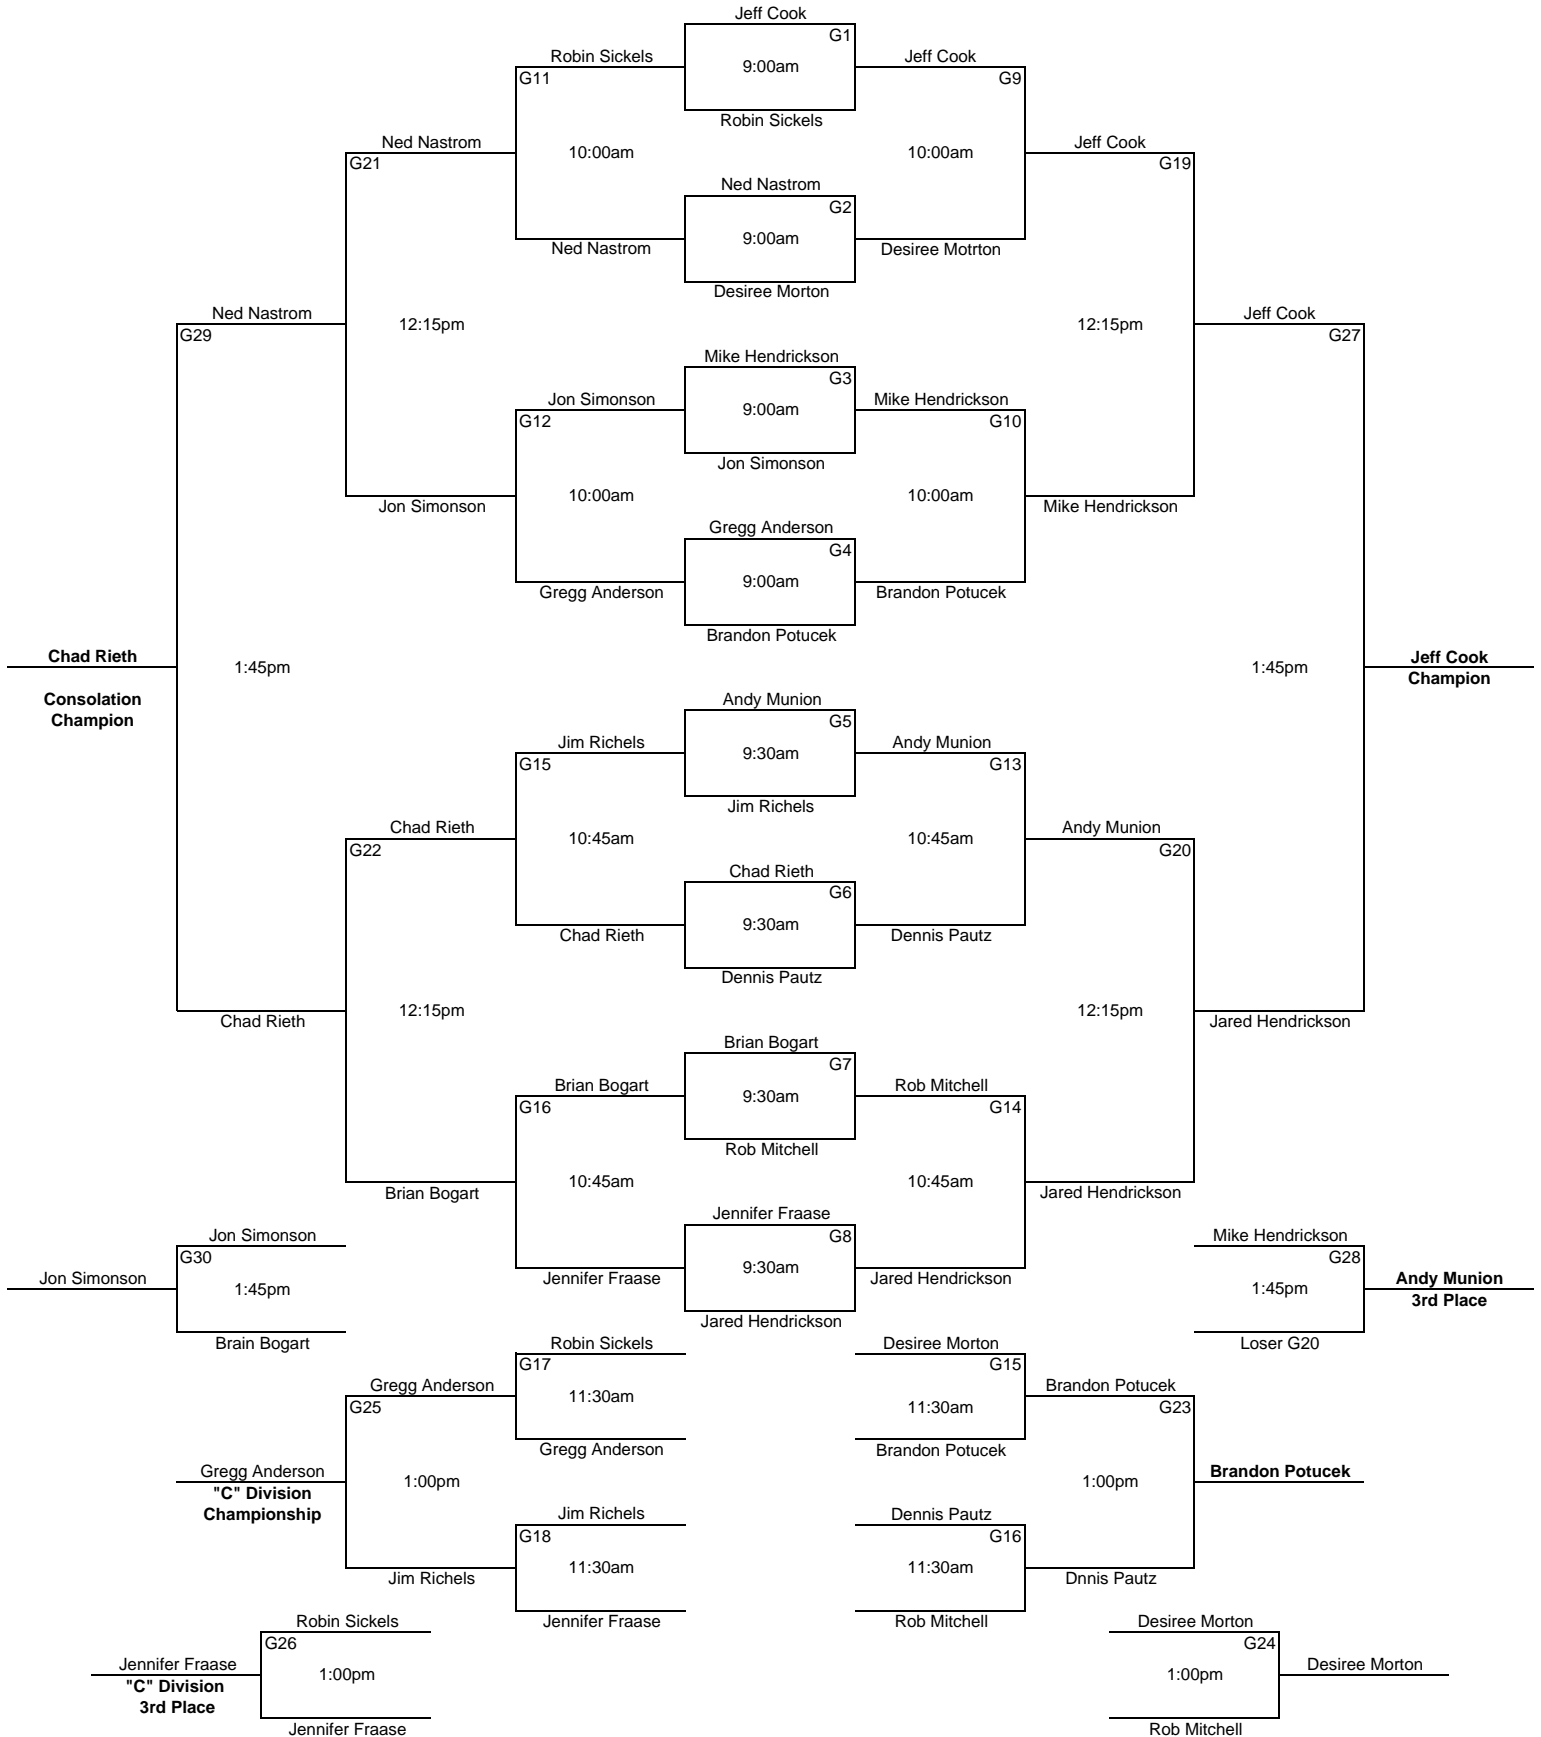 Jeff Cook
G1
Robin Sickels
9:00am
Jeff Cook
G11
G9
Robin Sickels
Ned Nastrom
10:00am
10:00am
Jeff Cook
G21
G19
Ned Nastrom
G2
9:00am
Ned Nastrom
Desiree Motrton
Desiree Morton
Ned Nastrom
12:15pm
12:15pm
Jeff Cook
G29
G27
Mike Hendrickson
G3
Jon Simonson
9:00am
Mike Hendrickson
G12
G10
Jon Simonson
10:00am
10:00am
Jon Simonson
Mike Hendrickson
Gregg Anderson
G4
9:00am
Gregg Anderson
Brandon Potucek
Brandon Potucek
Chad Rieth
1:45pm
1:45pm
Jeff Cook
Champion
Consolation
Champion
Andy Munion
G5
Jim Richels
9:30am
Andy Munion
G15
G13
Jim Richels
Chad Rieth
10:45am
10:45am
Andy Munion
G22
G20
Chad Rieth
G6
9:30am
Chad Rieth
Dennis Pautz
Dennis Pautz
12:15pm
12:15pm
Chad Rieth
Jared Hendrickson
Brian Bogart
G7
Brian Bogart
9:30am
Rob Mitchell
G16
G14
Rob Mitchell
10:45am
10:45am
Brian Bogart
Jared Hendrickson
Jennifer Fraase
G8
Jon Simonson
Mike Hendrickson
G30
G28
9:30am
Jennifer Fraase
Jared Hendrickson
Jon Simonson
1:45pm
1:45pm
Andy Munion
3rd Place
Jared Hendrickson
Brain Bogart
Loser G20
Robin Sickels
Desiree Morton
G17
G15
Gregg Anderson
11:30am
11:30am
Brandon Potucek
G25
G23
Gregg Anderson
Brandon Potucek
Gregg Anderson
1:00pm
1:00pm
Brandon Potucek
"C" Division
Championship
Jim Richels
Dennis Pautz
G18
G16
11:30am
11:30am
Jim Richels
Dnnis Pautz
Jennifer Fraase
Rob Mitchell
Robin Sickels
Desiree Morton
G26
G24
Jennifer Fraase
1:00pm
1:00pm
Desiree Morton
"C" Division
3rd Place
Jennifer Fraase
Rob Mitchell